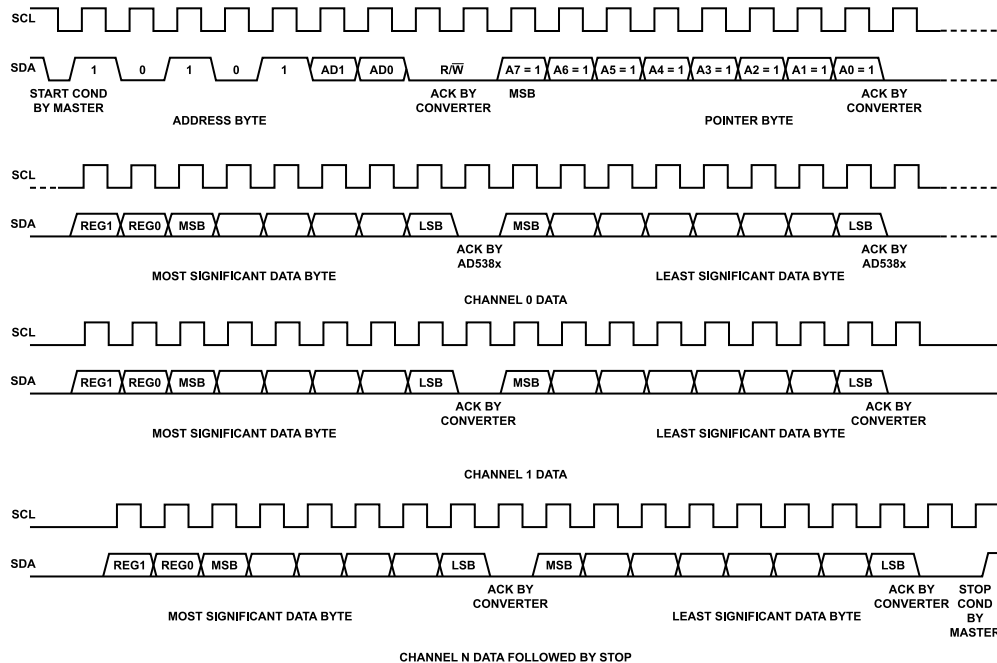 SCL
SDA 1 0 1 0 1 AD1 AD0 R/W̅ A7 = 1 A6 = 1 A5 = 1 A4 = 1 A3 = 1 A2 = 1 A1 = 1 A0 = 1
START COND BY MASTER
ACK BY CONVERTER
MSB
ACK BY CONVERTER
ADDRESS BYTE
POINTER BYTE
SCL
SDA REG1 REG0 MSB LSB MSB LSB
ACK BY AD538x
ACK BY AD538x
MOST SIGNIFICANT DATA BYTE
LEAST SIGNIFICANT DATA BYTE
CHANNEL 0 DATA
SCL
SDA REG1 REG0 MSB LSB MSB LSB
ACK BY CONVERTER
ACK BY CONVERTER
MOST SIGNIFICANT DATA BYTE
LEAST SIGNIFICANT DATA BYTE
CHANNEL 1 DATA
SCL
SDA REG1 REG0 MSB LSB MSB LSB
ACK BY CONVERTER
ACK BY CONVERTER
STOP COND BY MASTER
MOST SIGNIFICANT DATA BYTE
LEAST SIGNIFICANT DATA BYTE
CHANNEL N DATA FOLLOWED BY STOP